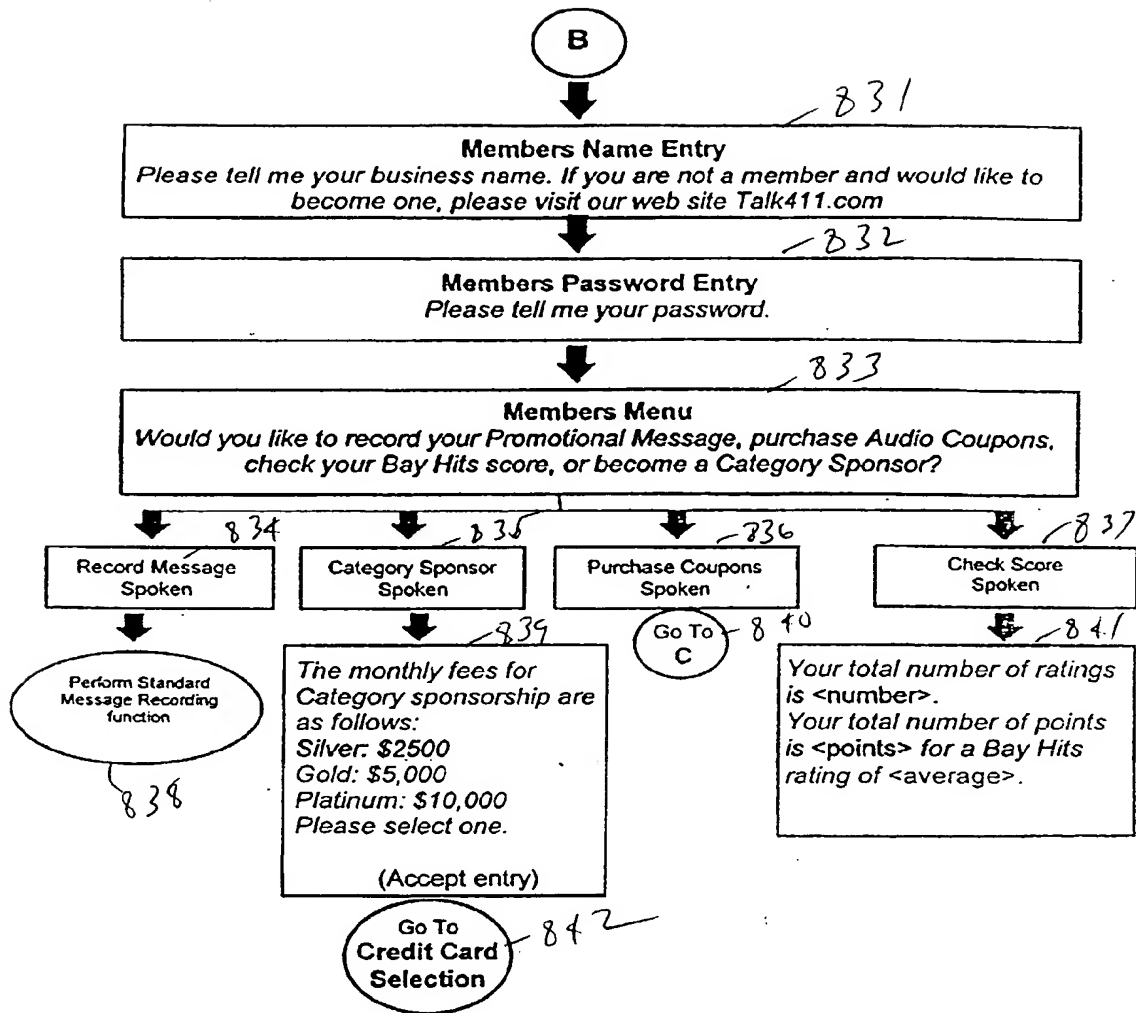 B
831
Members Name Entry
Please tell me your business name. If you are not a member and would like to
become one, please visit our web site Talk411.com
832
Members Password Entry
Please tell me your password.
833
Members Menu
Would you like to record your Promotional Message, purchase Audio Coupons,
check your Bay Hits score, or become a Category Sponsor?
834
Record Message
Spoken
835
Category Sponsor
Spoken
836
Purchase Coupons
Spoken
837
Check Score
Spoken
Perform Standard
Message Recording
function
838
839
The monthly fees for
Category sponsorship are
as follows:
Silver: $2500
Gold: $5,000
Platinum: $10,000
Please select one.
(Accept entry)
Go To
C
840
841
Your total number of ratings
is <number>.
Your total number of points
is <points> for a Bay Hits
rating of <average>.
Go To
Credit Card
Selection
842